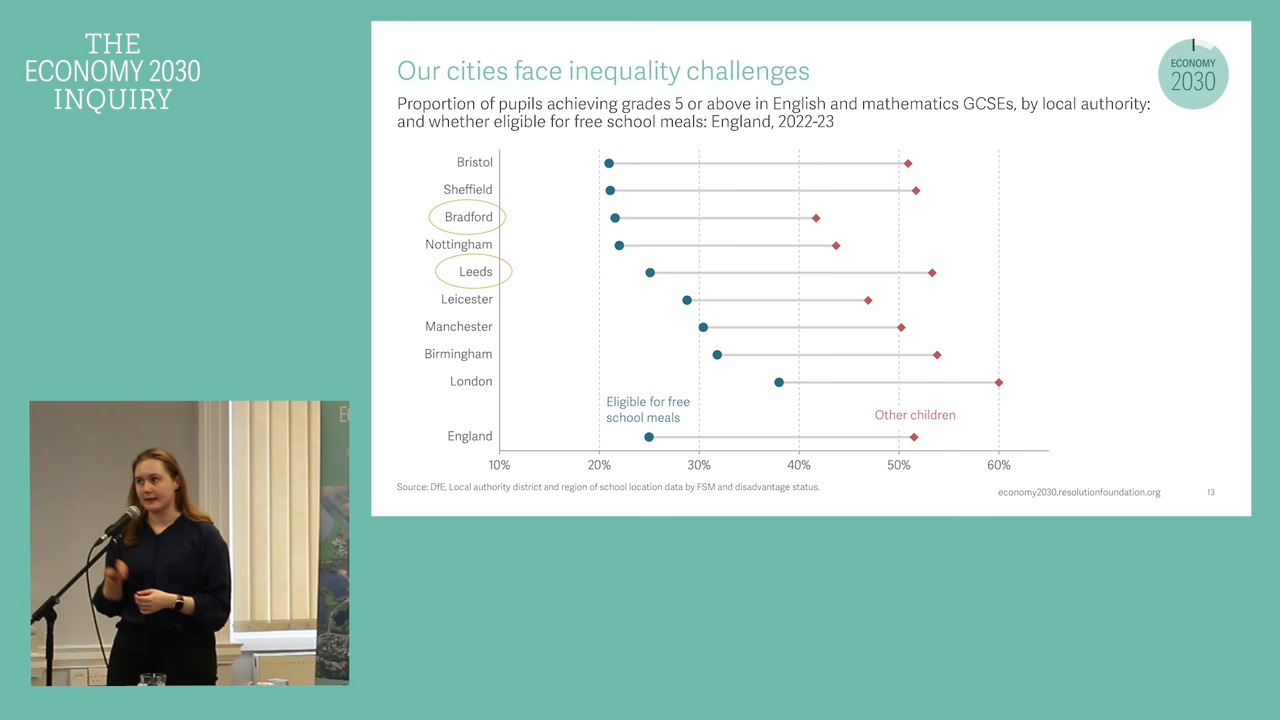 THE
ECONOMY 2030
INQUIRY
Our cities face inequality challenges
ECONOMY
2030
Proportion of pupils achieving grades 5 or above in English and mathematics GCSEs, by local authority:
and whether eligible for free school meals: England, 2022-23
Bristol
Sheffield
Bradford
Nottingham
Leeds
Leicester
Manchester
Birmingham
London
Eligible for free
school meals
Other children
England
10% 20% 30% 40% 50% 60%
Source: DfE, Local authority district and region of school location data by FSM and disadvantage status.
economy2030.resolutionfoundation.org 13